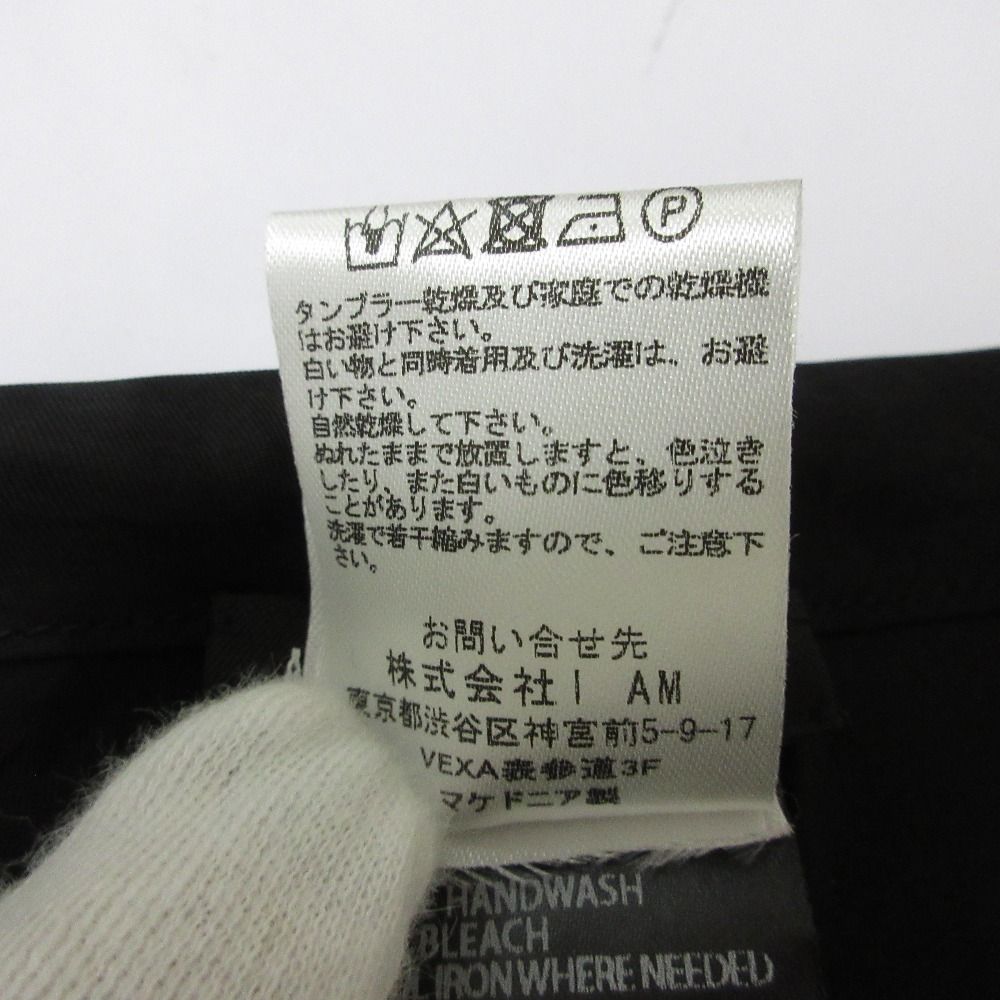 P
タンブラー乾燥及び家庭での乾燥機
はお避け下さい。
白い物と同時着用及び洗濯は、お避
け下さい。
自然乾燥して下さい。
ぬれたままで放置しますと、色泣き
したり、また白いものに色移りする
ことがあります。
洗濯で若干縮みますので、ご注意下
さい。
お問い合せ先
株式会社I AM
東京都渋谷区神宮前5-9-17
VEXA表参道3F
マケドニア製
HANDWASH
BLEACH
IRON WHERE NEEDED